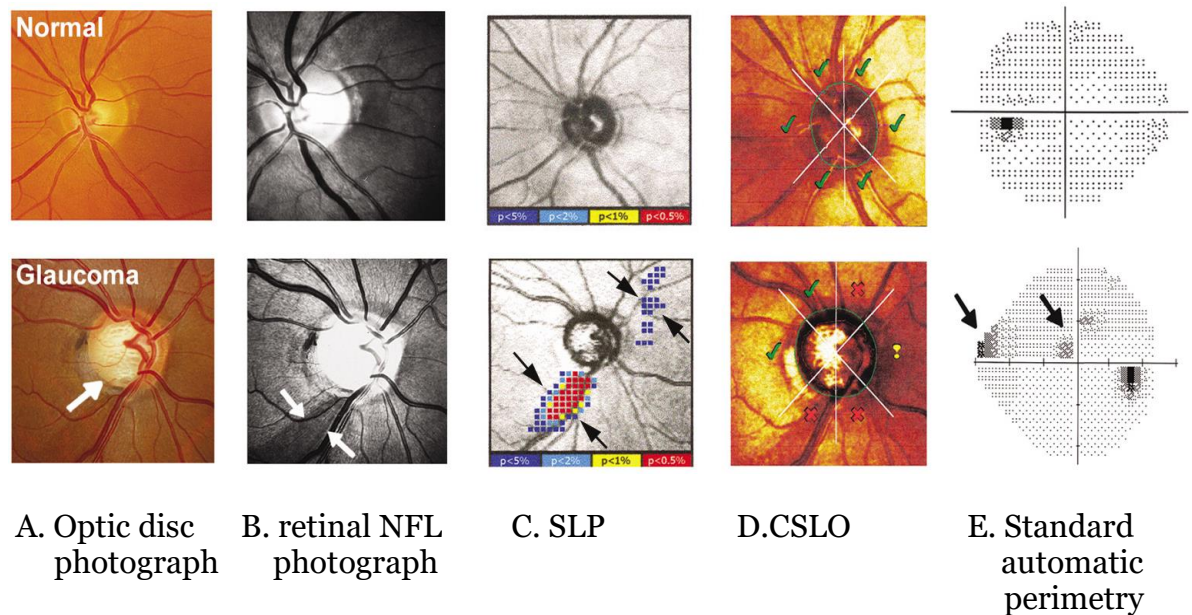 Normal
p<5% p<2% p<1% p<0.5%
Glaucoma
p<5% p<2% p<1% p<0.5%
A. Optic disc
photograph
B. retinal NFL
photograph
C. SLP
D.CSLO
E. Standard
automatic
perimetry